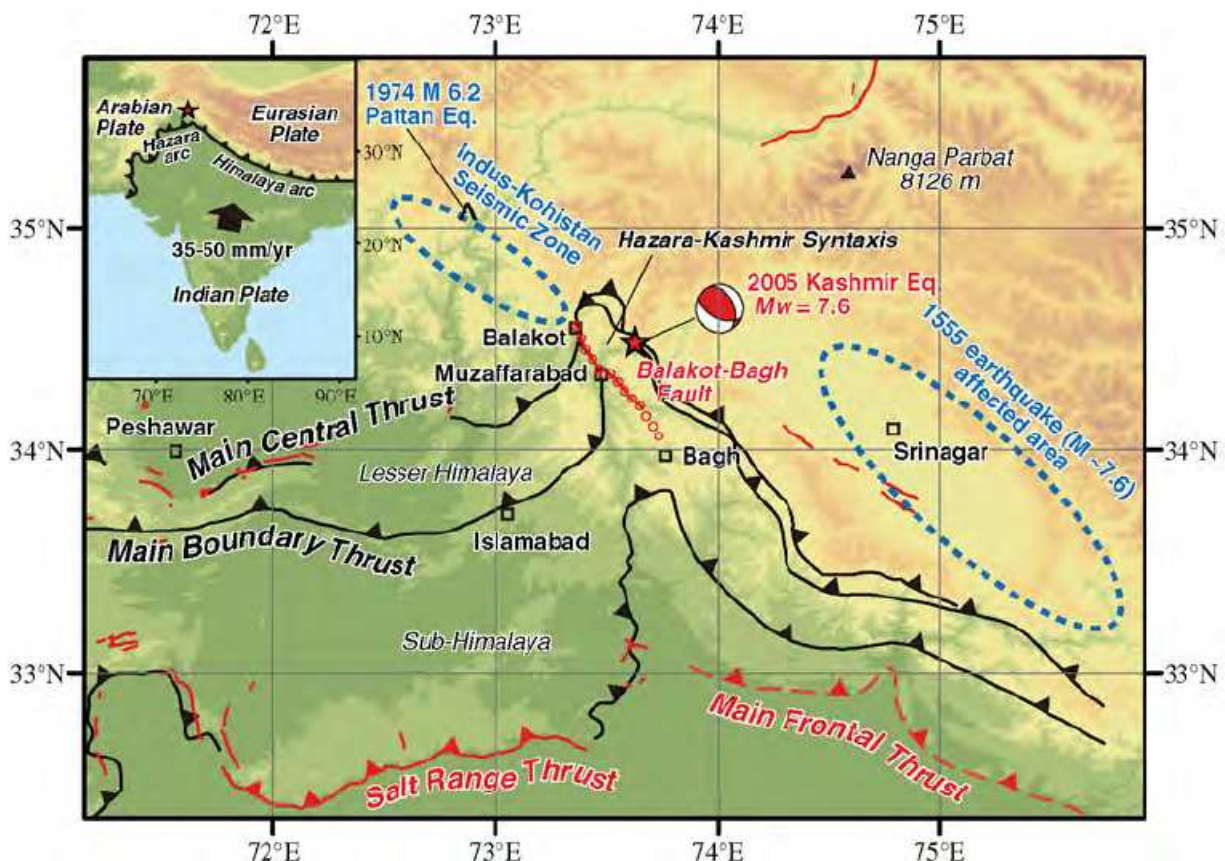 72°E
73°E
74°E
75°E
Arabian
Plate
Eurasian
Plate
Hazara
arc
Himalaya arc
30°N
20°N
10°N
35-50 mm/yr
Indian Plate
70°E
80°E
90°E
1974 M 6.2
Pattan Eq.
Indus-Kohistan
Seismic Zone
Nanga Parbat
8126 m
35°N
35°N
Hazara-Kashmir Syntaxis
2005 Kashmir Eq
Mw = 7.6
1555 earthquake (M ~7.6)
affected area
Balakot
Muzaffarabad
Balakot-Bagh
Fault
Peshawar
Main Central Thrust
Srinagar
34°N
34°N
Lesser Himalaya
Bagh
Main Boundary Thrust
Islamabad
Sub-Himalaya
33°N
33°N
Main Frontal Thrust
Salt Range Thrust
72°E
73°E
74°E
75°E